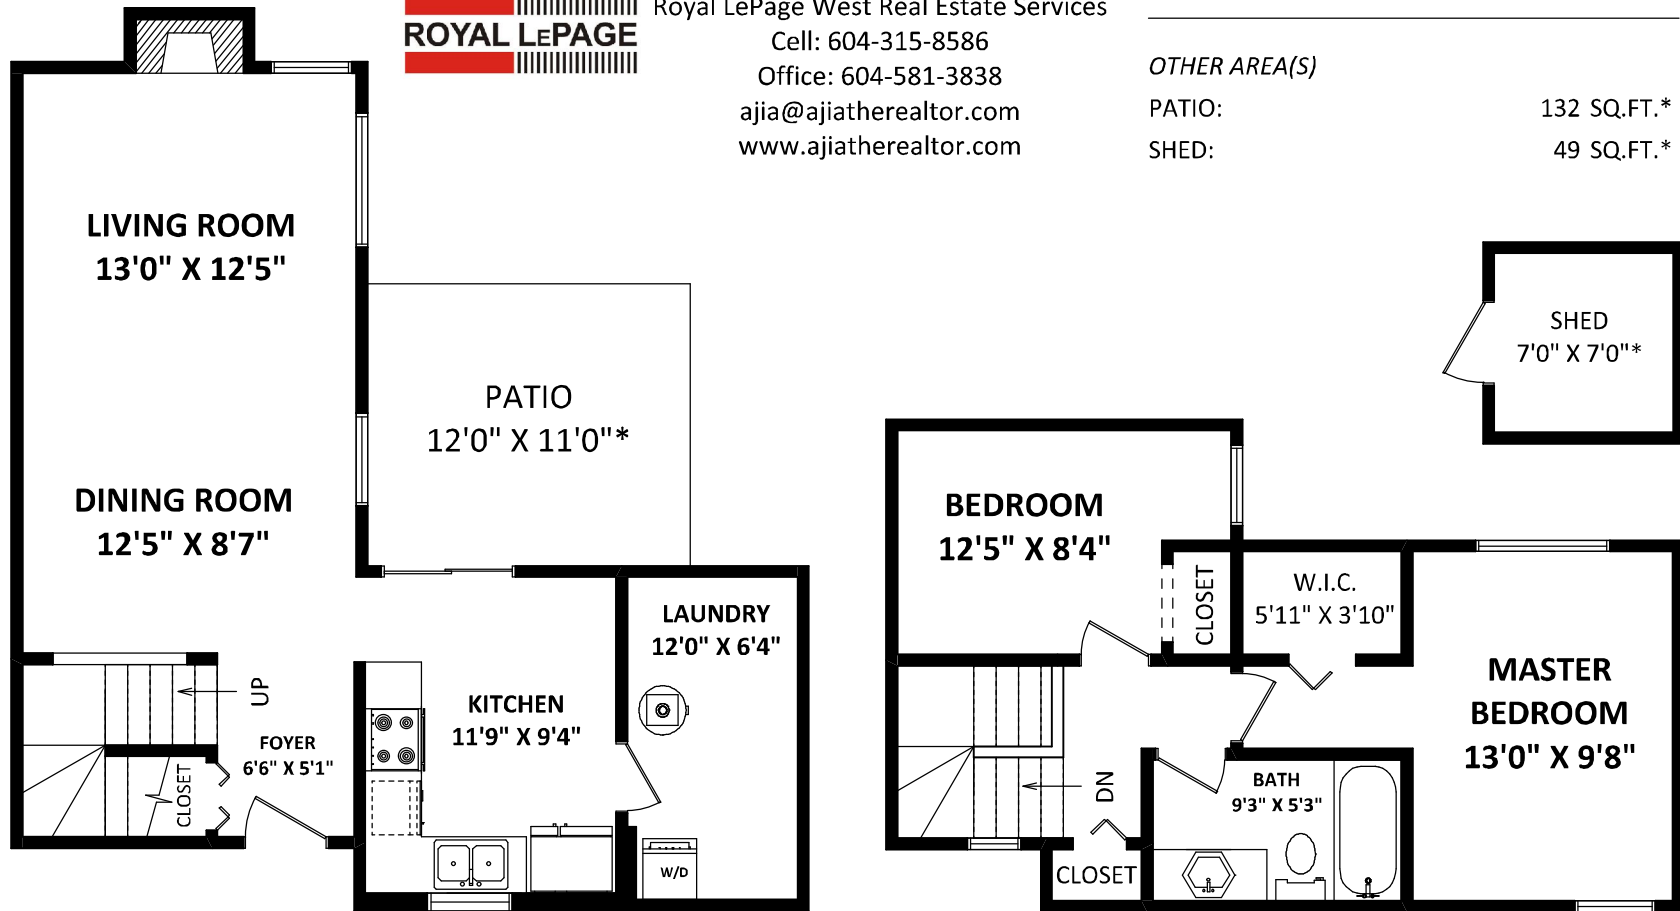 ROYAL LEPAGE
Royal LePage West Real Estate Services
Cell: 604-315-8586
Office: 604-581-3838
ajia@ajiatherealtor.com
www.ajiatherealtor.com
OTHER AREA(S)
PATIO: 132 SQ.FT.*
SHED: 49 SQ.FT.*
LIVING ROOM
13'0" X 12'5"
DINING ROOM
12'5" X 8'7"
PATIO
12'0" X 11'0"*
LAUNDRY
12'0" X 6'4"
KITCHEN
11'9" X 9'4"
UP
FOYER
6'6" X 5'1"
CLOSET
W/D
SHED
7'0" X 7'0"*
BEDROOM
12'5" X 8'4"
CLOSET
W.I.C.
5'11" X 3'10"
MASTER
BEDROOM
13'0" X 9'8"
DN
BATH
9'3" X 5'3"
CLOSET